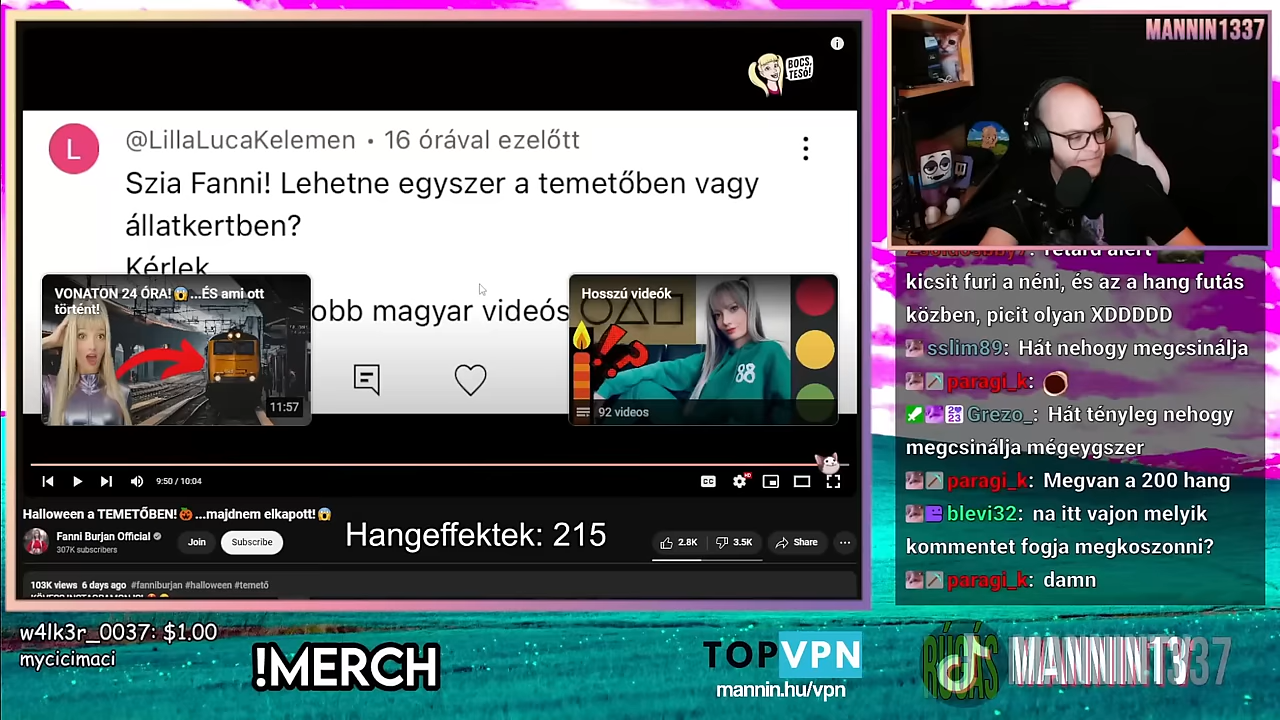 BOCS,
TESÓ!
L
@LillaLucaKelemen • 16 órával ezelőtt
Szia Fanni! Lehetne egyszer a temetőben vagy
állatkertben?
Kérlek
obb magyar videós
VONATON 24 ÓRA!😱...ÉS ami ott
történt!
11:57
Hosszú videók
88
92 videos
9:50 / 10:04
CC
HD
Halloween a TEMETŐBEN!🎃...majdnem elkapott!😱
Fanni Burjan Official
307K subscribers
Join
Subscribe
Hangeffektek: 215
2.8K
3.5K
Share
103K views 6 days ago #fanniburjan #halloween #temető
MANNIN1337
kicsit furi a néni, és az a hang futás
közben, picit olyan XDDDDD
sslim89: Hát nehogy megcsinálja
paragi_k:
Grezo_: Hát tényleg nehogy
megcsinálja mégeygszer
paragi_k: Megvan a 200 hang
blevi32: na itt vajon melyik
kommentet fogja megkoszonni?
paragi_k: damn
w4lk3r_0037: $1.00
mycicimaci
!MERCH
TOPVPN
mannin.hu/vpn
RÚGÁS
MANNIN1337